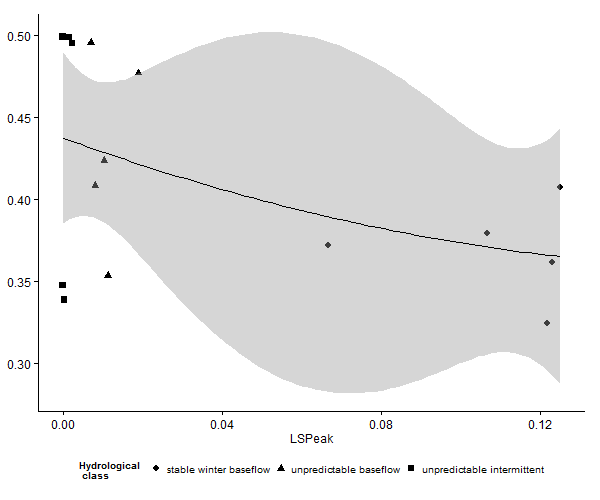 0.50
0.45
0.40
0.35
0.30
0.00 0.04 0.08 0.12
LSPeak
Hydrological
class
stable winter baseflow unpredictable baseflow unpredictable intermittent